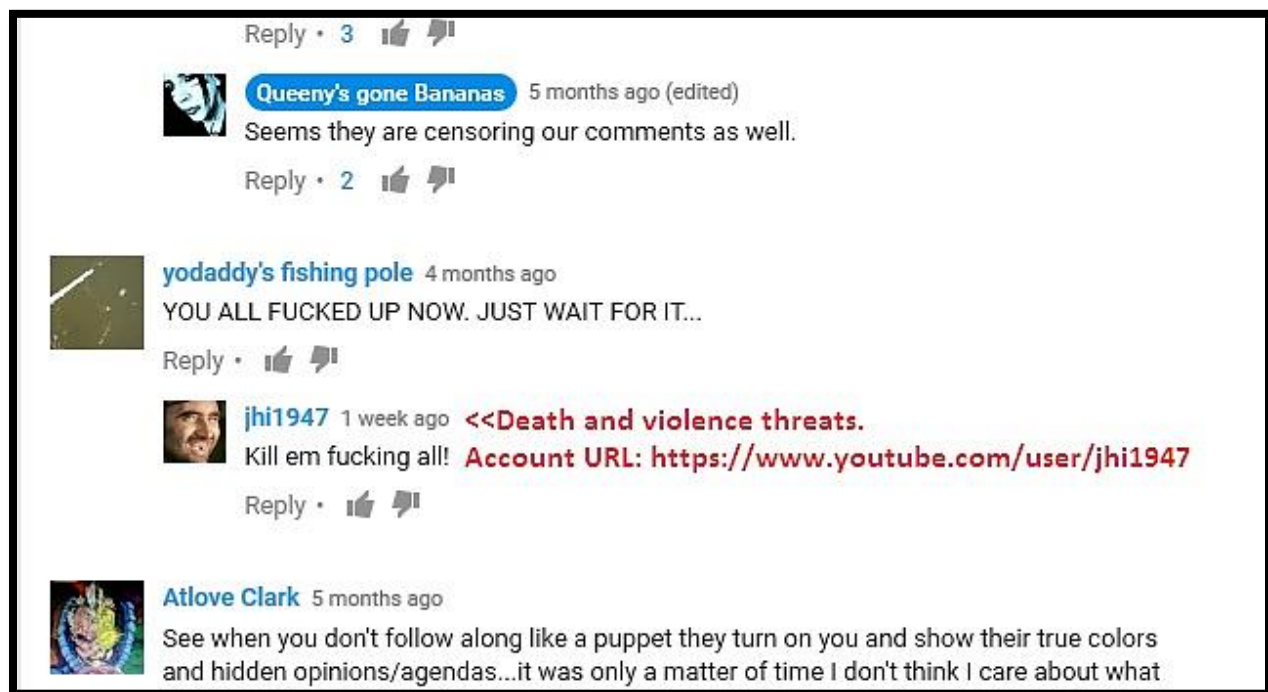 Reply • 3
Queeny's gone Bananas 5 months ago (edited)
Seems they are censoring our comments as well.
Reply • 2
yodaddy's fishing pole 4 months ago
YOU ALL FUCKED UP NOW. JUST WAIT FOR IT...
Reply •
jhi1947 1 week ago <<Death and violence threats.
Kill em fucking all! Account URL: https://www.youtube.com/user/jhi1947
Reply •
Atlove Clark 5 months ago
See when you don't follow along like a puppet they turn on you and show their true colors
and hidden opinions/agendas...it was only a matter of time I don't think I care about what